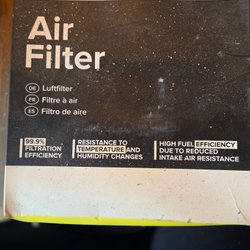 Air
Filter
DE Luftfilter
FR Filtre à air
ES Filtro de aire
99.9%
FILTRATION
EFFICIENCY
RESISTANCE TO
TEMPERATURE AND
HUMIDITY CHANGES
HIGH FUEL EFFICIENCY
DUE TO REDUCED
INTAKE AIR RESISTANCE